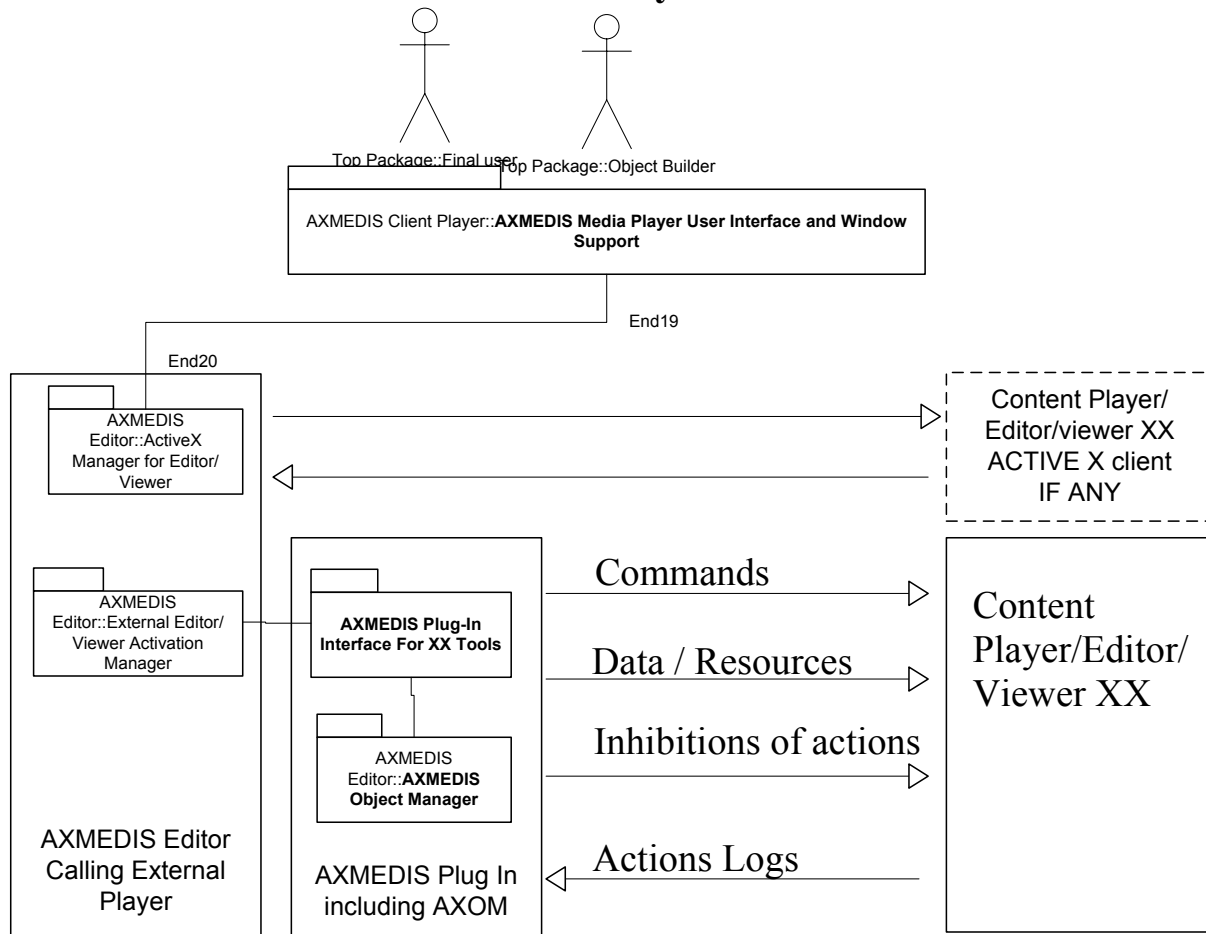 Top Package::Final user
Top Package::Object Builder
AXMEDIS Client Player::AXMEDIS Media Player User Interface and Window
Support
End19
End20
AXMEDIS
Editor::ActiveX
Manager for Editor/
Viewer
Content Player/
Editor/viewer XX
ACTIVE X client
IF ANY
AXMEDIS
Editor::External Editor/
Viewer Activation
Manager
AXMEDIS Plug-In
Interface For XX Tools
AXMEDIS
Editor::AXMEDIS
Object Manager
Commands
Data / Resources
Inhibitions of actions
Actions Logs
Content
Player/Editor/
Viewer XX
AXMEDIS Editor
Calling External
Player
AXMEDIS Plug In
including AXOM